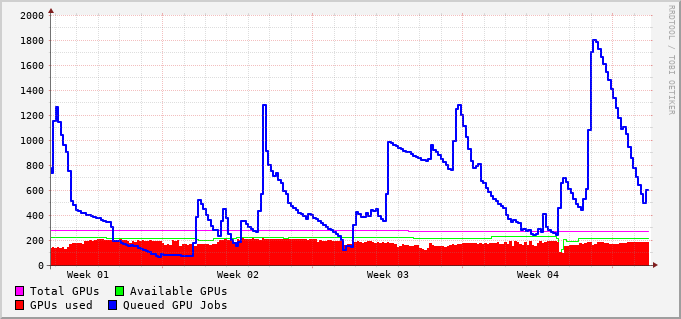 2000
1800
1600
1400
1200
1000
800
600
400
200
0
Week 01 Week 02 Week 03 Week 04
Total GPUs Available GPUs
GPUs used Queued GPU Jobs
RRDTOOL / TOBI OETIKER